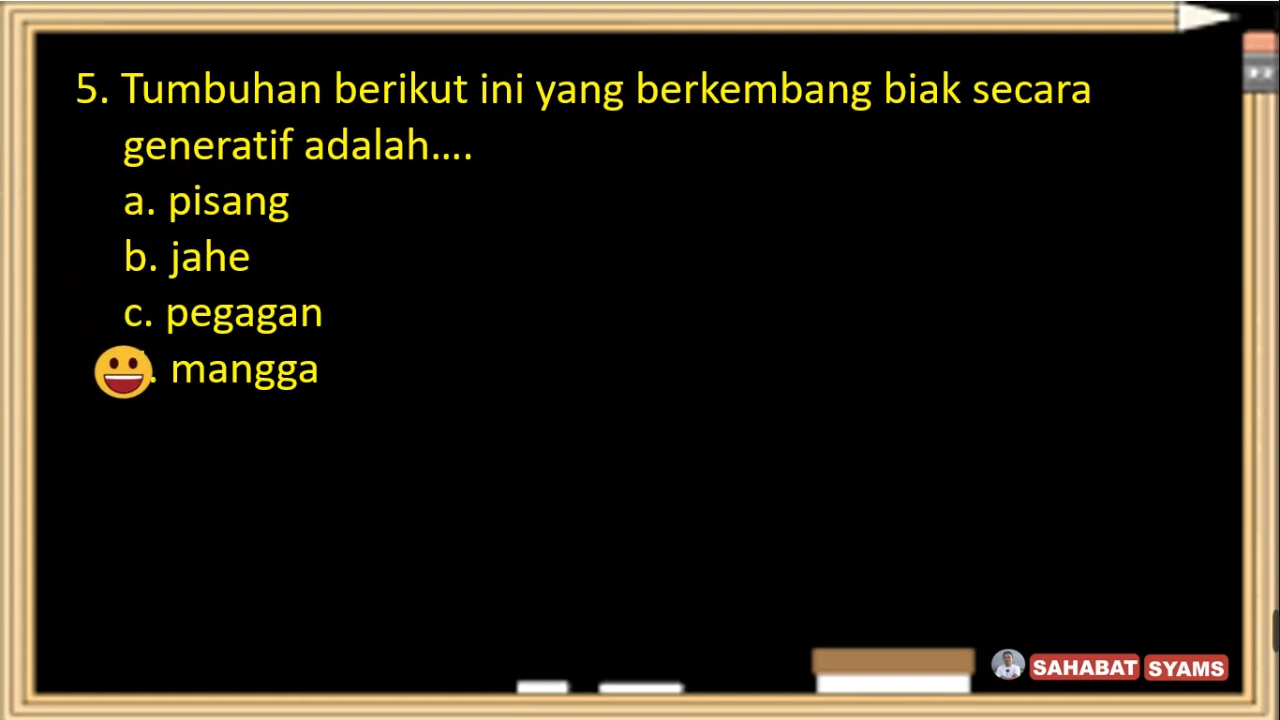 5. Tumbuhan berikut ini yang berkembang biak secara
generatif adalah....
a. pisang
b. jahe
c. pegagan
. mangga
SAHABAT SYAMS